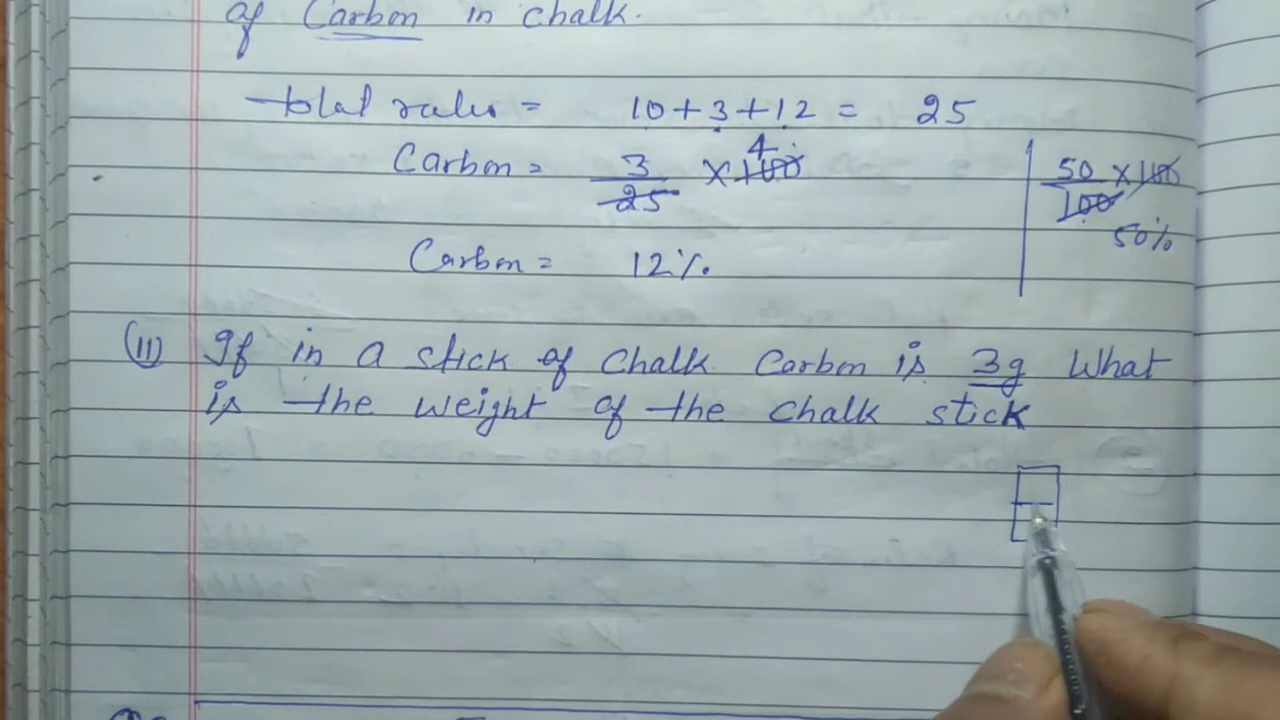 of Carbon in chalk.
total ratio = 10+3+12 = 25
Carbon = 3/25 × 100 4
50 × 100
100
50%
Carbon = 12%
(II) If in a stick of chalk Carbon is 3g What
is the weight of the chalk stick